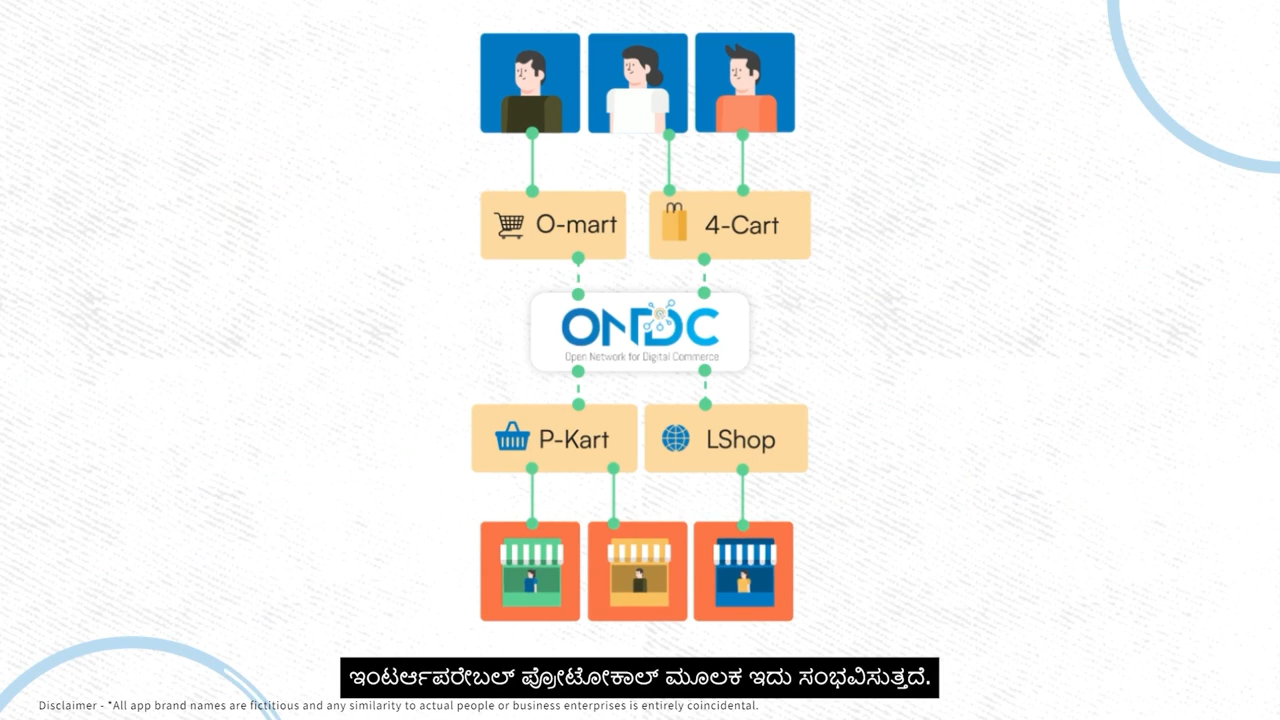 O-mart
4-Cart
ONDC
Open Network for Digital Commerce
P-Kart
LShop
ಇಂಟರ್ಆಪರೇಬಲ್ ಪ್ರೋಟೋಕಾಲ್ ಮೂಲಕ ಇದು ಸಂಭವಿಸುತ್ತದೆ.
Disclaimer - *All app brand names are fictitious and any similarity to actual people or business enterprises is entirely coincidental.